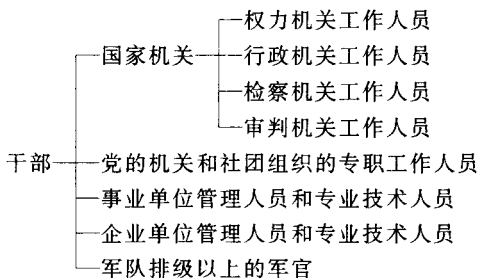 权力机关工作人员
国家机关 行政机关工作人员
检察机关工作人员
审判机关工作人员
干部 党的机关和社团组织的专职工作人员
事业单位管理人员和专业技术人员
企业单位管理人员和专业技术人员
军队排级以上的军官